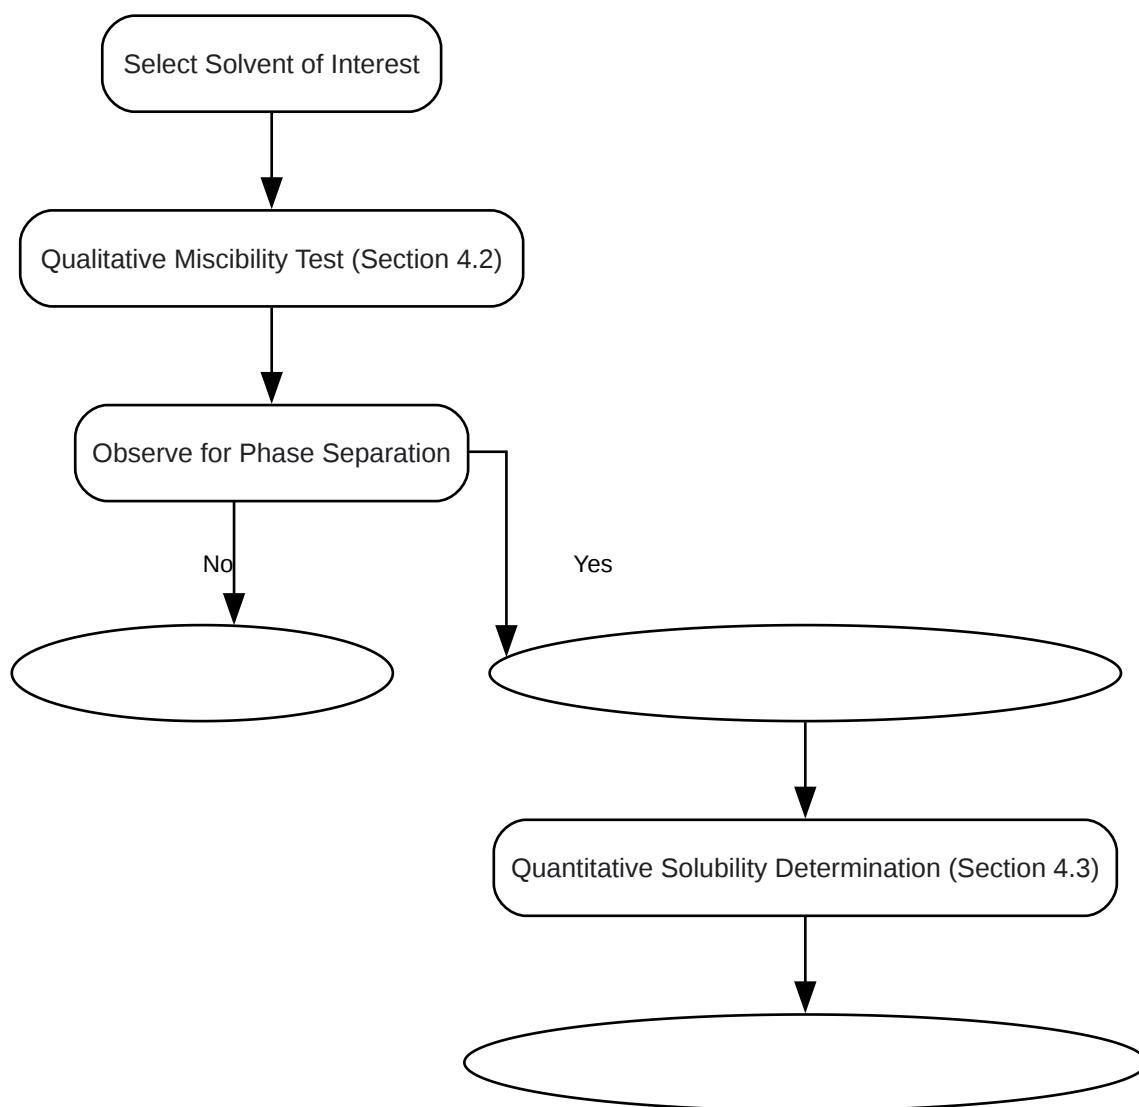 Select Solvent of Interest
Qualitative Miscibility Test (Section 4.2)
Observe for Phase Separation
No
Yes
Quantitative Solubility Determination (Section 4.3)